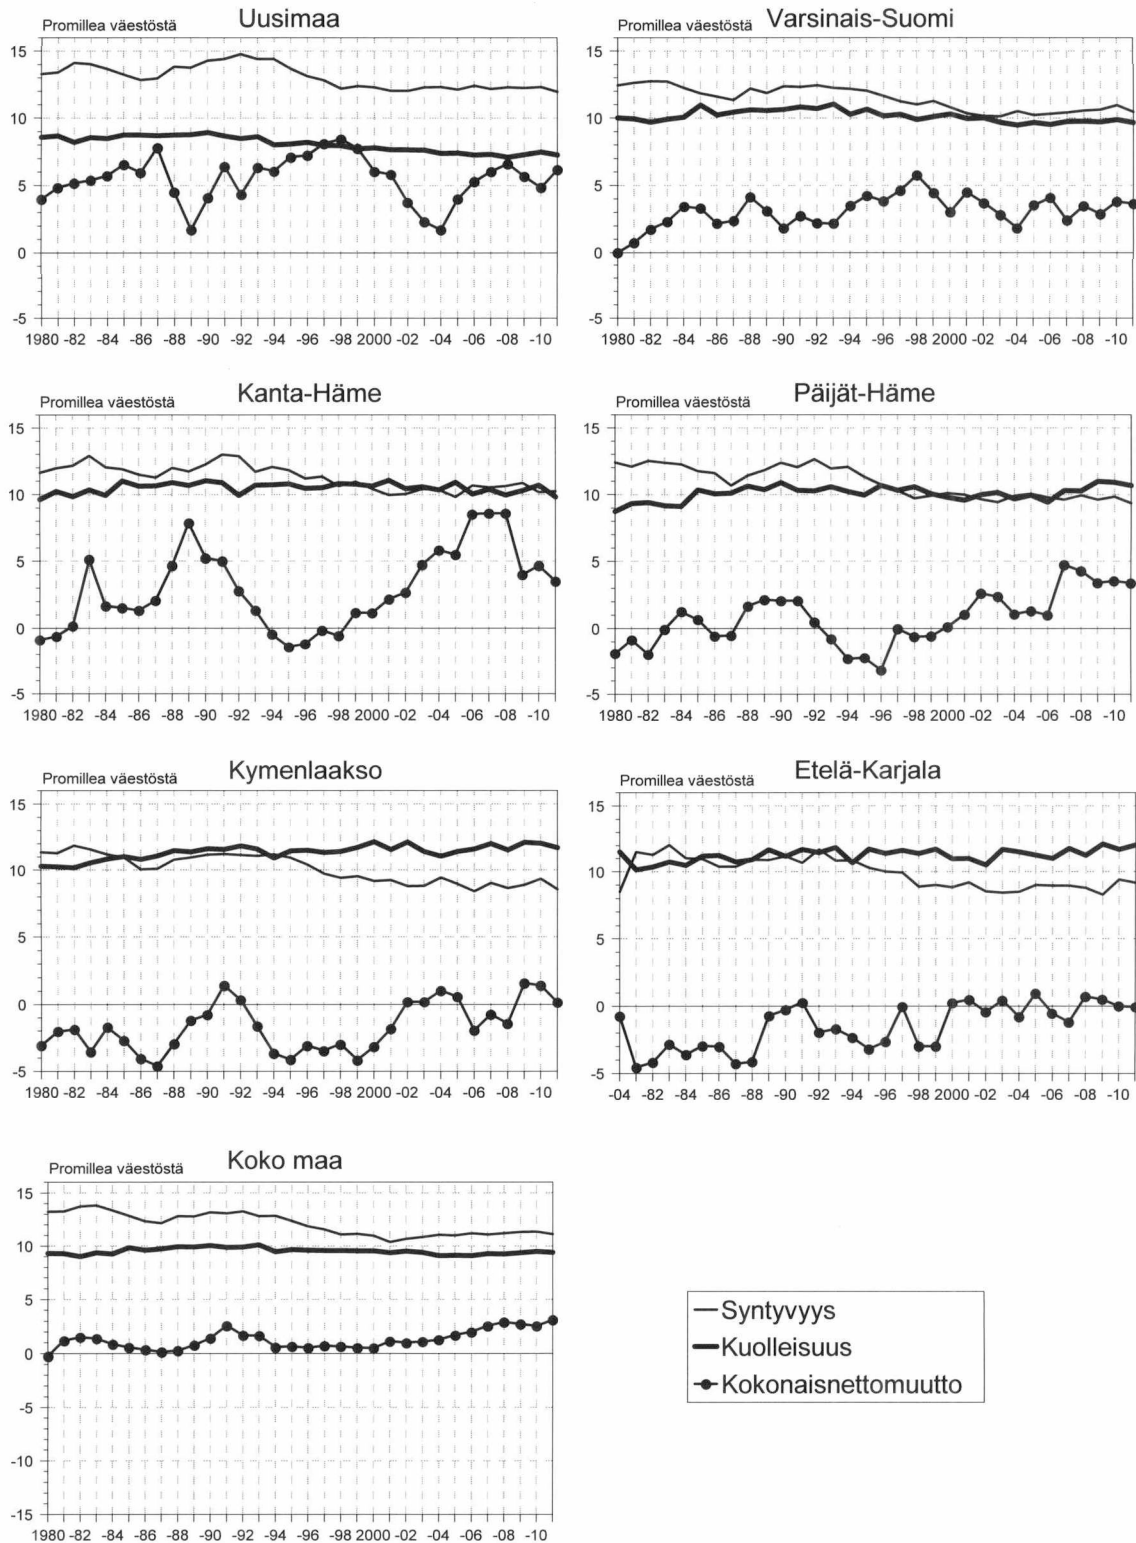 Uusimaa
Promillea väestöstä
15
10
5
0
-5
1980 -82 -84 -86 -88 -90 -92 -94 -96 -98 2000 -02 -04 -06 -08 -10
Varsinais-Suomi
Promillea väestöstä
15
10
5
0
-5
1980 -82 -84 -86 -88 -90 -92 -94 -96 -98 2000 -02 -04 -06 -08 -10
Kanta-Häme
Promillea väestöstä
15
10
5
0
-5
1980 -82 -84 -86 -88 -90 -92 -94 -96 -98 2000 -02 -04 -06 -08 -10
Päijät-Häme
Promillea väestöstä
15
10
5
0
-5
1980 -82 -84 -86 -88 -90 -92 -94 -96 -98 2000 -02 -04 -06 -08 -10
Kymenlaakso
Promillea väestöstä
15
10
5
0
-5
1980 -82 -84 -86 -88 -90 -92 -94 -96 -98 2000 -02 -04 -06 -08 -10
Etelä-Karjala
Promillea väestöstä
15
10
5
0
-5
-04 -82 -84 -86 -88 -90 -92 -94 -96 -98 2000 -02 -04 -06 -08 -10
Koko maa
Promillea väestöstä
15
10
5
0
-5
-10
-15
1980 -82 -84 -86 -88 -90 -92 -94 -96 -98 2000 -02 -04 -06 -08 -10
Syntyvyys
Kuolleisuus
Kokonaisnettomuutto